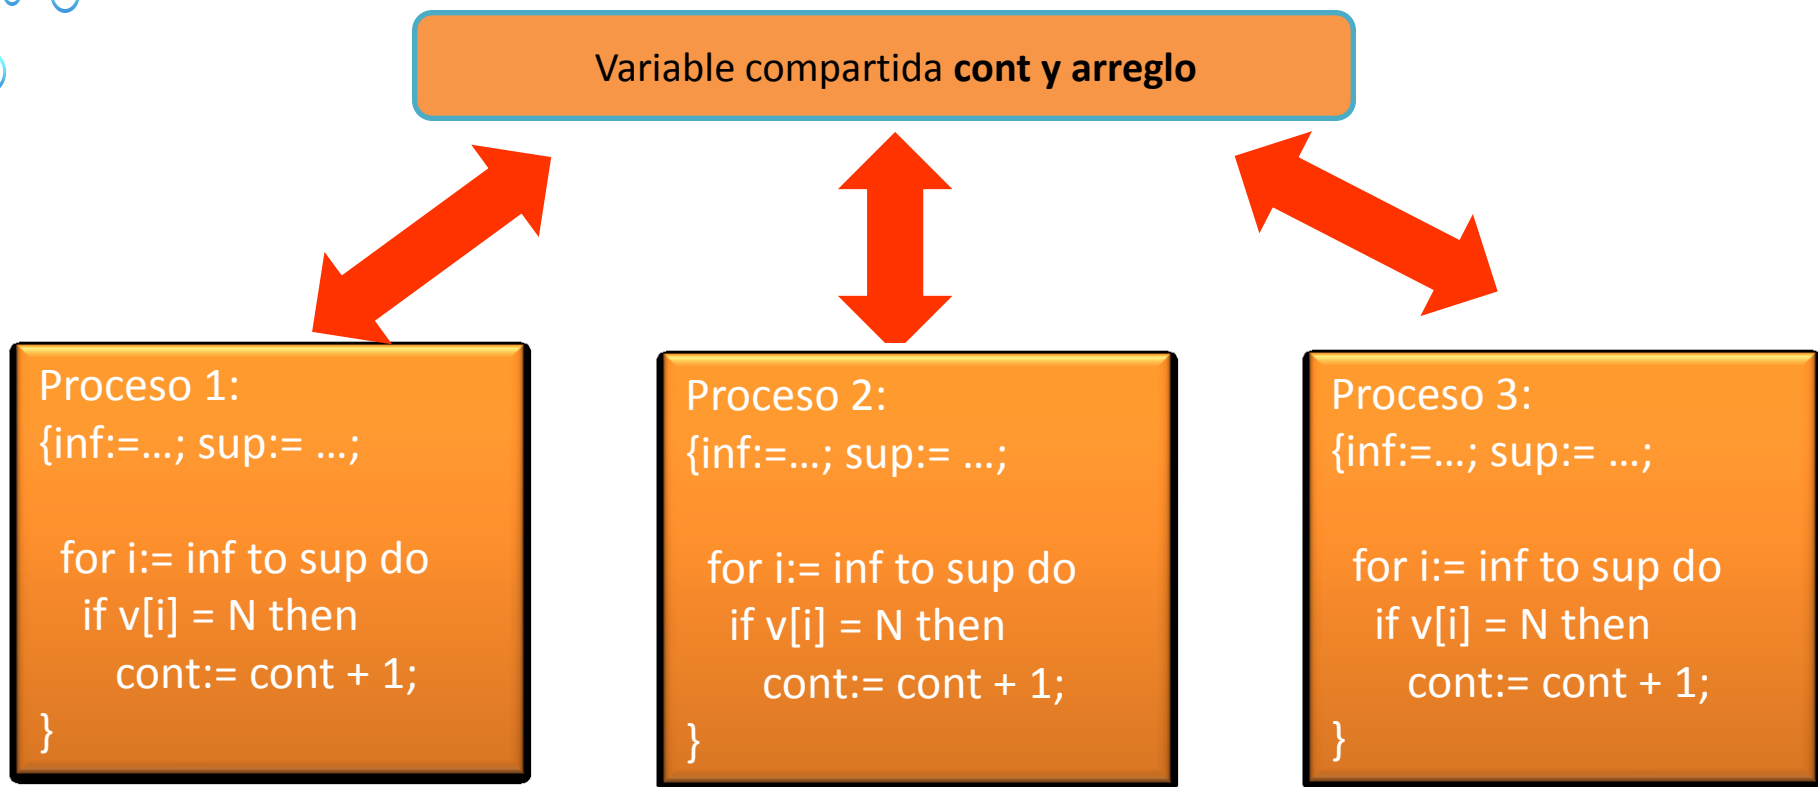 Variable compartida cont y arreglo
Proceso 1:
{inf:=...; sup:= ...;
for i:= inf to sup do
if v[i] = N then
cont:= cont + 1;
}
Proceso 2:
{inf:=...; sup:= ...;
for i:= inf to sup do
if v[i] = N then
cont:= cont + 1;
}
Proceso 3:
{inf:=...; sup:= ...;
for i:= inf to sup do
if v[i] = N then
cont:= cont + 1;
}